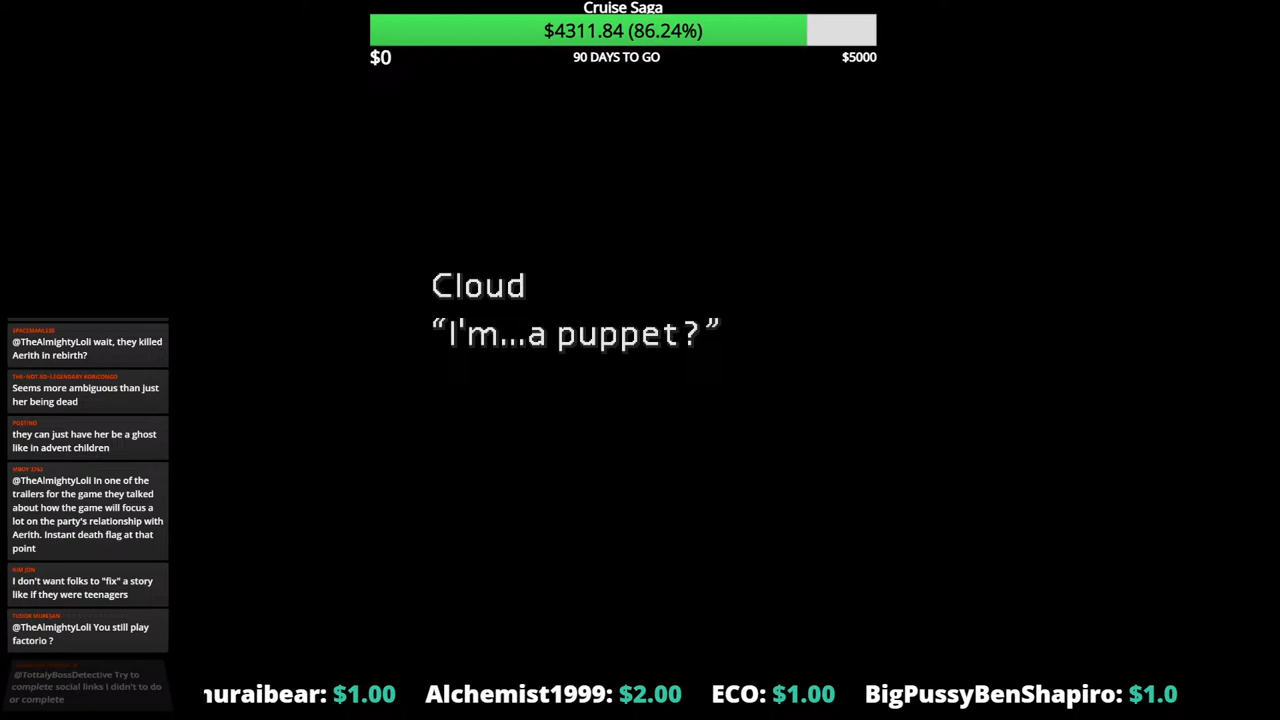 Cruise Saga
$4311.84 (86.24%)
$0
90 DAYS TO GO
$5000
Cloud
“I'm...a puppet?”
@TheAlmightyLoli wait, they killed
Aerith in rebirth?
Seems more ambiguous than just
her being dead
they can just have her be a ghost
like in advent children
@TheAlmightyLoli In one of the
trailers for the game they talked
about how the game will focus a
lot on the party's relationship with
Aerith. Instant death flag at that
point
KIM JON
I don't want folks to "fix" a story
like if they were teenagers
TUDOR MURESAN
@TheAlmightyLoli You still play
factorio ?
@TottalyBossDetective Try to
complete social links I didn't to do
or complete
muraibear: $1.00 Alchemist1999: $2.00 ECO: $1.00 BigPussyBenShapiro: $1.0